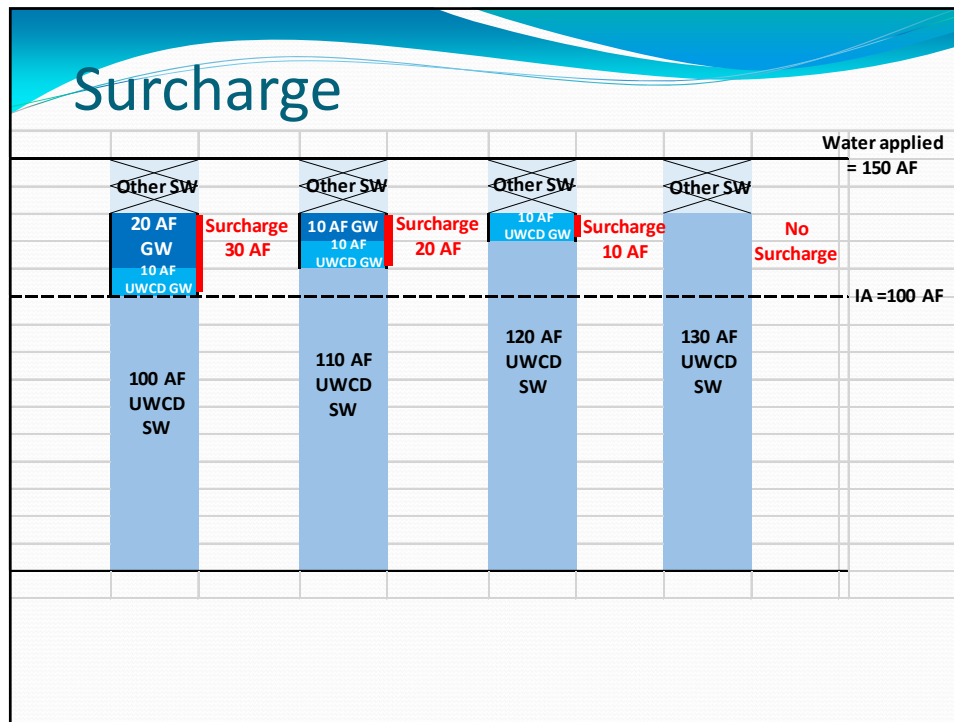 Surcharge
Water applied
= 150 AF
Other SW
Other SW
Other SW
Other SW
20 AF
GW
10 AF
UWCD GW
Surcharge
30 AF
10 AF GW
10 AF
UWCD GW
Surcharge
20 AF
10 AF
UWCD GW
Surcharge
10 AF
No
Surcharge
IA =100 AF
100 AF
UWCD
SW
110 AF
UWCD
SW
120 AF
UWCD
SW
130 AF
UWCD
SW